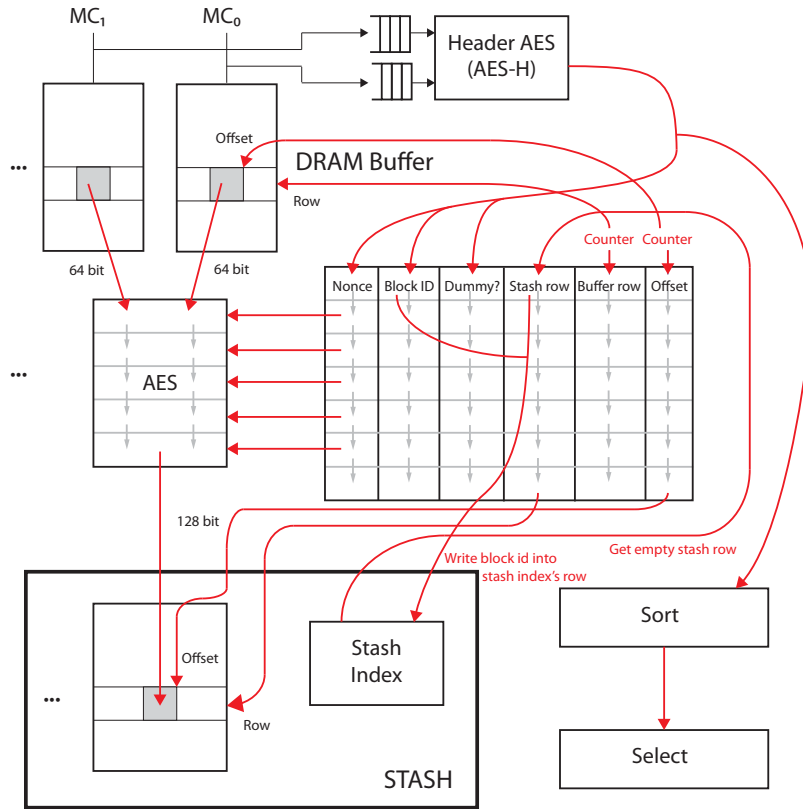 MC1
MC0
Header AES
(AES-H)
...
Offset
DRAM Buffer
Row
64 bit
64 bit
Counter
Counter
Nonce
Block ID
Dummy?
Stash row
Buffer row
Offset
...
AES
128 bit
Write block id into
stash index's row
Get empty stash row
Offset
...
Row
Stash
Index
STASH
Sort
Select